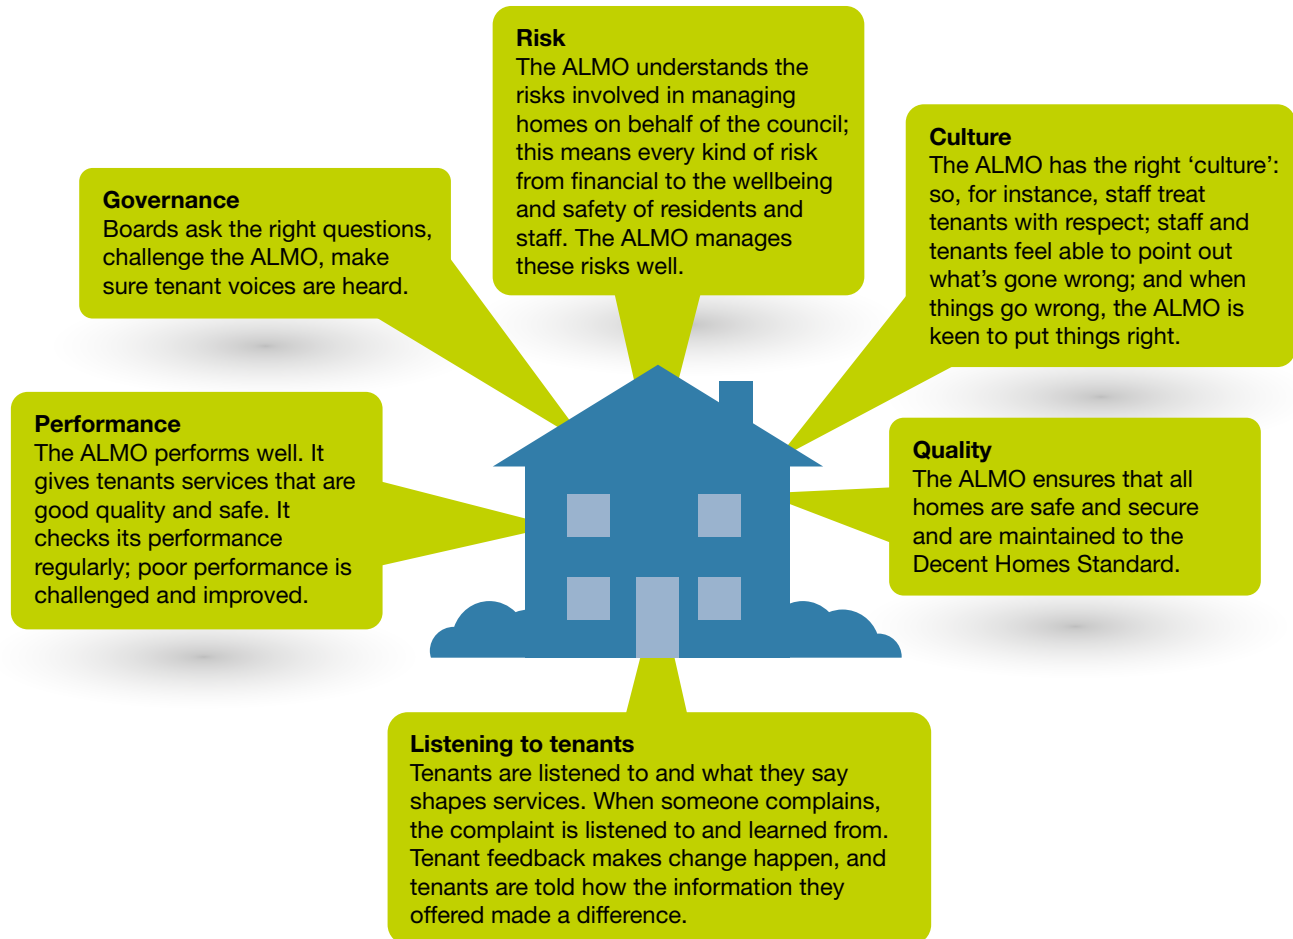 Risk
The ALMO understands the
risks involved in managing
homes on behalf of the council;
this means every kind of risk
from financial to the wellbeing
and safety of residents and
staff. The ALMO manages
these risks well.
Culture
The ALMO has the right ‘culture’:
so, for instance, staff treat
tenants with respect; staff and
tenants feel able to point out
what’s gone wrong; and when
things go wrong, the ALMO is
keen to put things right.
Governance
Boards ask the right questions,
challenge the ALMO, make
sure tenant voices are heard.
Performance
The ALMO performs well. It
gives tenants services that are
good quality and safe. It
checks its performance
regularly; poor performance is
challenged and improved.
Quality
The ALMO ensures that all
homes are safe and secure
and are maintained to the
Decent Homes Standard.
Listening to tenants
Tenants are listened to and what they say
shapes services. When someone complains,
the complaint is listened to and learned from.
Tenant feedback makes change happen, and
tenants are told how the information they
offered made a difference.